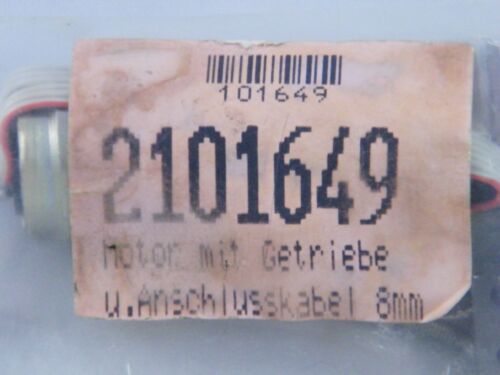 101649
2101649
Motor mit Getriebe
u.Anschlusskabel 8mm